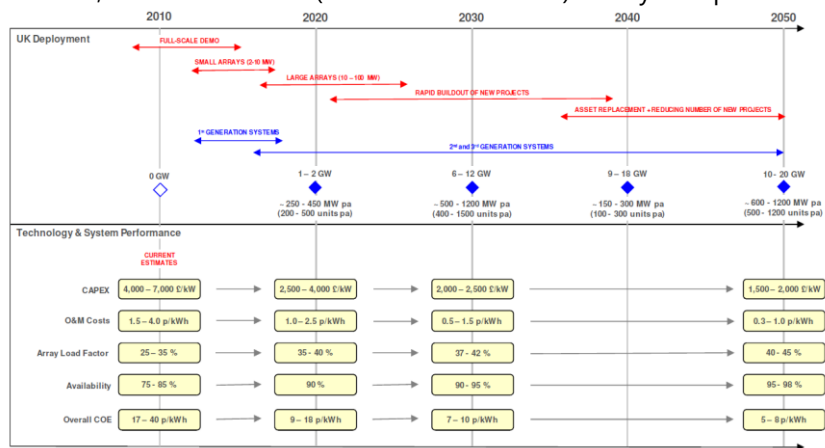 2010 2020 2030 2040 2050
UK Deployment
FULL-SCALE DEMO
SMALL ARRAYS (2-10 MW)
LARGE ARRAYS (10 – 100 MW)
RAPID BUILDOUT OF NEW PROJECTS
ASSET REPLACEMENT + REDUCING NUMBER OF NEW PROJECTS
1st GENERATION SYSTEMS
2nd and 3rd GENERATION SYSTEMS
0 GW 1 – 2 GW 6 – 12 GW 9 – 18 GW 10 - 20 GW
~ 250 - 450 MW pa ~ 500 - 1200 MW pa ~ 150 - 300 MW pa ~ 600 - 1200 MW pa
(200 - 500 units pa) (400 - 1500 units pa) (100 - 300 units pa) (500 - 1200 units pa)
Technology & System Performance
CURRENT
ESTIMATES
CAPEX 4,000 – 7,000 £/kW 2,500 – 4,000 £/kW 2,000 – 2,500 £/kW 1,500 – 2,000 £/kW
O&M Costs 1.5 – 4.0 p/kWh 1.0 – 2.5 p/kWh 0.5 – 1.5 p/kWh 0.3 – 1.0 p/kWh
Array Load Factor 25 – 35 % 35 - 40 % 37 - 42 % 40 - 45 %
Availability 75 - 85 % 90 % 90 - 95 % 95 - 98 %
Overall COE 17 – 40 p/kWh 9 – 18 p/kWh 7 – 10 p/kWh 5 – 8 p/kWh